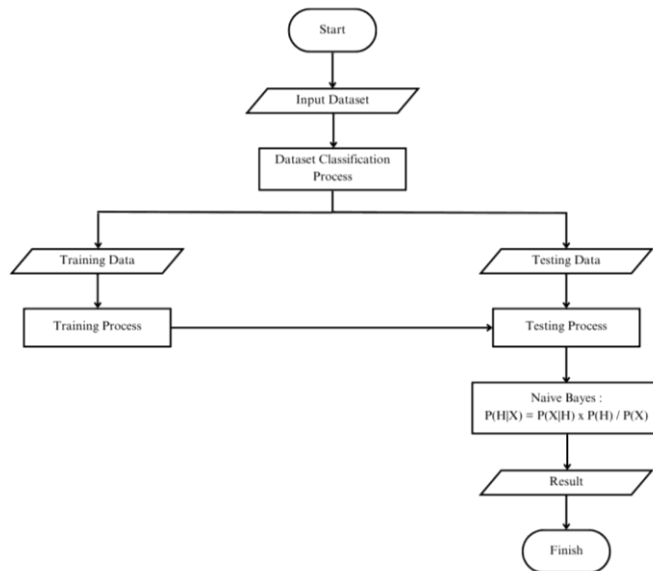 Start
Input Dataset
Dataset Classification
Process
Training Data
Testing Data
Training Process
Testing Process
Naive Bayes :
P(H|X) = P(X|H) x P(H) / P(X)
Result
Finish